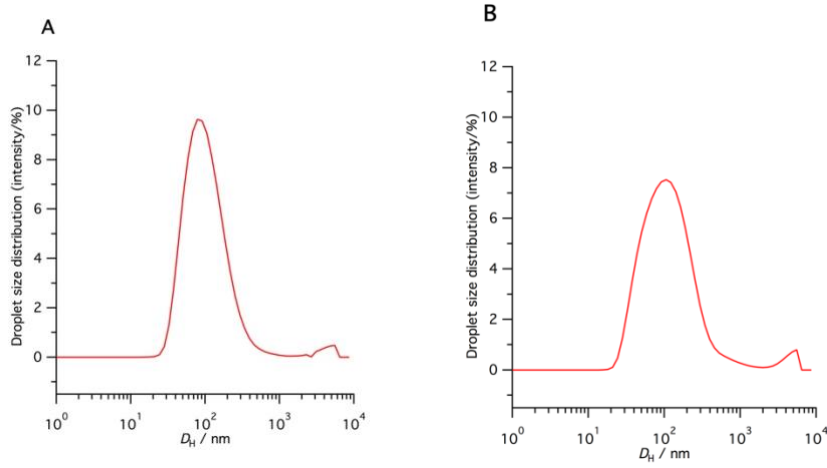 A
Droplet size distribution (intensity/%)
12
10
8
6
4
2
0
10⁰ 10¹ 10² 10³ 10⁴
D_H / nm
B
Droplet size distribution (intensity/%)
12
10
8
6
4
2
0
10⁰ 10¹ 10² 10³ 10⁴
D_H / nm